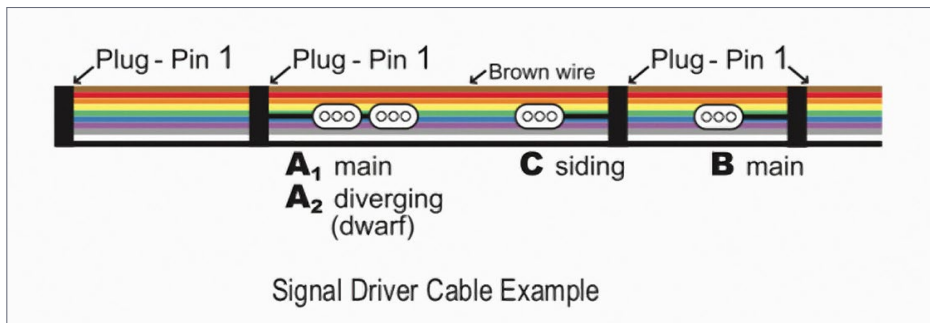 Plug - Pin 1
Plug - Pin 1
Brown wire
Plug - Pin 1
A1 main
A2 diverging
(dwarf)
C siding
B main
Signal Driver Cable Example